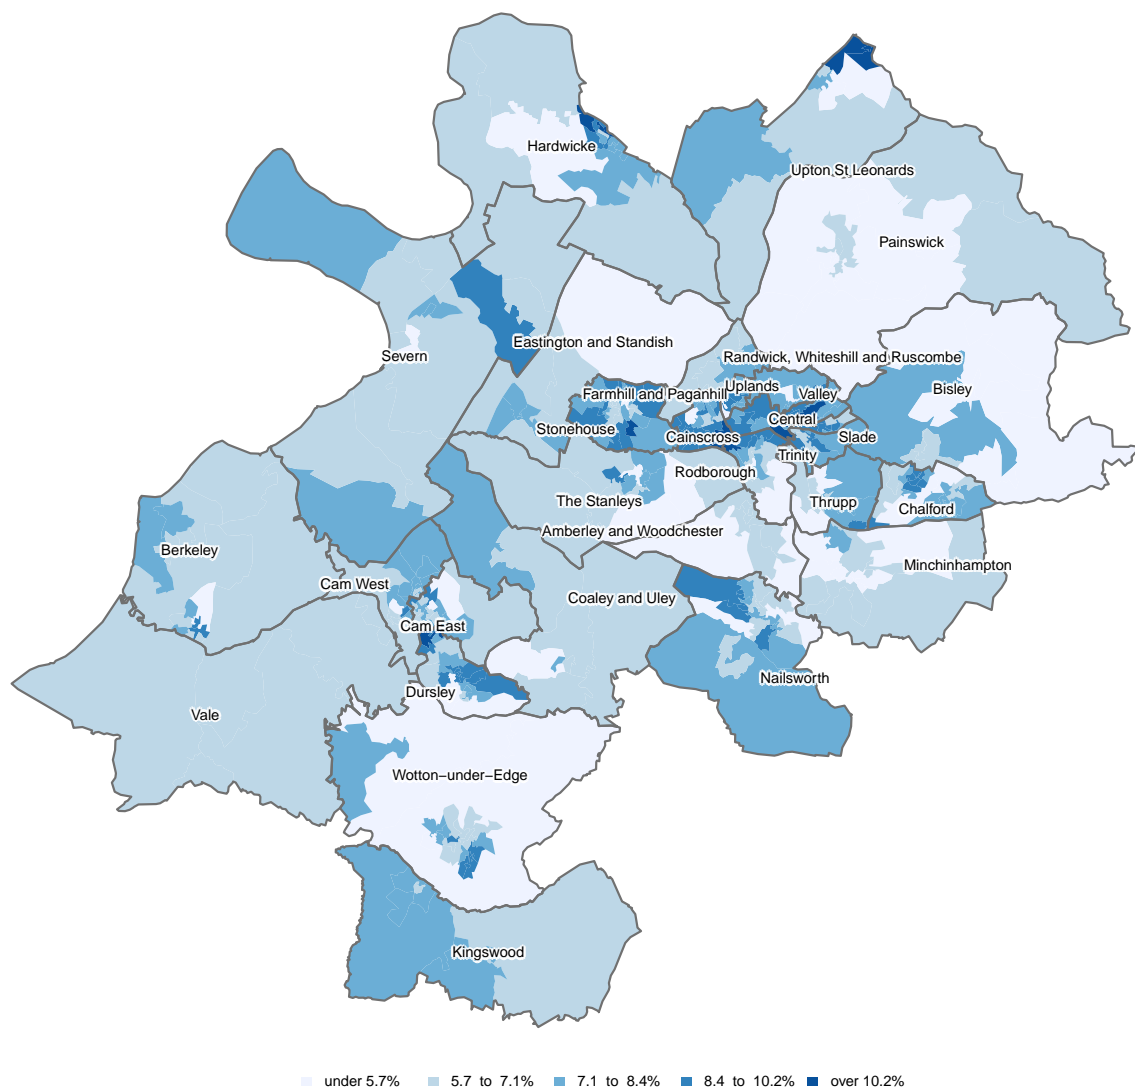 Hardwicke
Upton St Leonards
Painswick
Eastington and Standish
Severn
Randwick, Whiteshill and Ruscombe
Farmhill and Paganhill
Uplands
Valley
Bisley
Stonehouse
Cainscross
Central
Slade
Trinity
Rodborough
The Stanleys
Thrupp
Chalford
Amberley and Woodchester
Berkeley
Minchinhampton
Cam West
Coaley and Uley
Cam East
Nailsworth
Dursley
Vale
Wotton−under−Edge
Kingswood
under 5.7% 5.7 to 7.1% 7.1 to 8.4% 8.4 to 10.2% over 10.2%